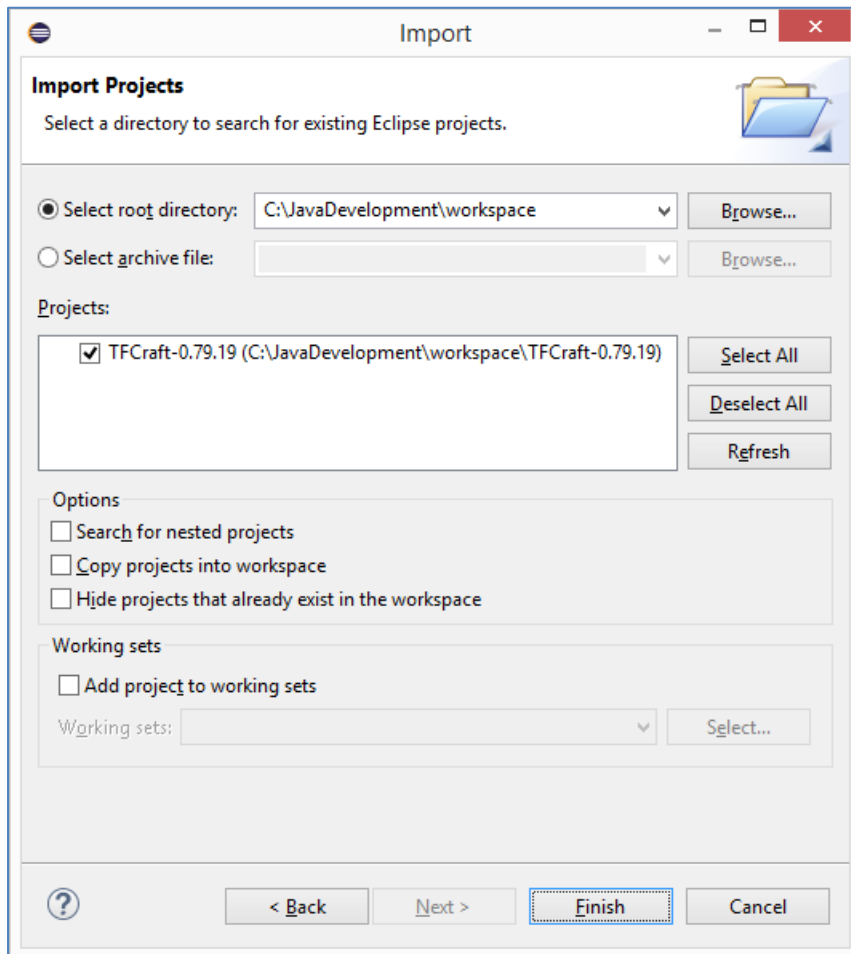 Import
Import Projects
Select a directory to search for existing Eclipse projects.
Select root directory: C:\JavaDevelopment\workspace Browse...
Select archive file: Browse...
Projects:
TFCraft-0.79.19 (C:\JavaDevelopment\workspace\TFCraft-0.79.19)
Select All
Deselect All
Refresh
Options
Search for nested projects
Copy projects into workspace
Hide projects that already exist in the workspace
Working sets
Add project to working sets
Working sets: Select...
? < Back Next > Finish Cancel